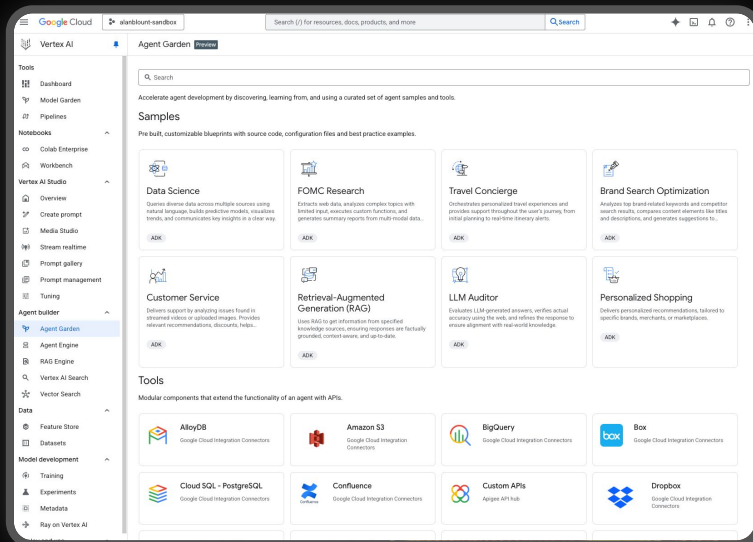 Google Cloud
alanblount-sandbox
Search (/) for resources, docs, products, and more
Search
Vertex AI
Tools
Dashboard
Model Garden
Pipelines
Notebooks
Colab Enterprise
Workbench
Vertex AI Studio
Overview
Create prompt
Media Studio
Stream realtime
Prompt gallery
Prompt management
Tuning
Agent builder
Agent Garden
Agent Engine
RAG Engine
Vertex AI Search
Vector Search
Data
Feature Store
Datasets
Model development
Training
Experiments
Metadata
Ray on Vertex AI
Agent Garden Preview
Search
Accelerate agent development by discovering, learning from, and using a curated set of agent samples and tools.
Samples
Pre built, customizable blueprints with source code, configuration files and best practice examples.
Data Science
Queries diverse data across multiple sources using
natural language, builds predictive models, visualizes
trends, and communicates key insights in a clear way.
ADK
FOMC Research
Extracts web data, analyzes complex topics with
limited input, executes custom functions, and
generates summary reports from multi-modal data...
ADK
Travel Concierge
Orchestrates personalized travel experiences and
provides support throughout the user's journey, from
initial planning to real-time itinerary alerts.
ADK
Brand Search Optimization
Analyzes top brand-related keywords and competitor
search results, compares content elements like titles
and descriptions, and generates suggestions to...
ADK
Customer Service
Delivers support by analyzing issues found in
streamed videos or uploaded images. Provides
relevant recommendations, discounts, helps...
ADK
Retrieval-Augmented
Generation (RAG)
Uses RAG to get information from specified
knowledge sources, ensuring responses are factually
grounded, context-aware, and up-to-date.
ADK
LLM Auditor
Evaluates LLM-generated answers, verifies actual
accuracy using the web, and refines the response to
ensure alignment with real-world knowledge.
ADK
Personalized Shopping
Delivers personalized recommendations, tailored to
specific brands, merchants, or marketplaces.
ADK
Tools
Modular components that extend the functionality of an agent with APIs.
AlloyDB
Google Cloud Integration Connectors
Amazon S3
Google Cloud Integration
Connectors
BigQuery
Google Cloud Integration Connectors
box
Box
Google Cloud Integration Connectors
Cloud SQL - PostgreSQL
Google Cloud Integration Connectors
Confluence
Confluence
Google Cloud Integration Connectors
Custom APIs
Apigee API hub
Dropbox
Google Cloud Integration
Connectors